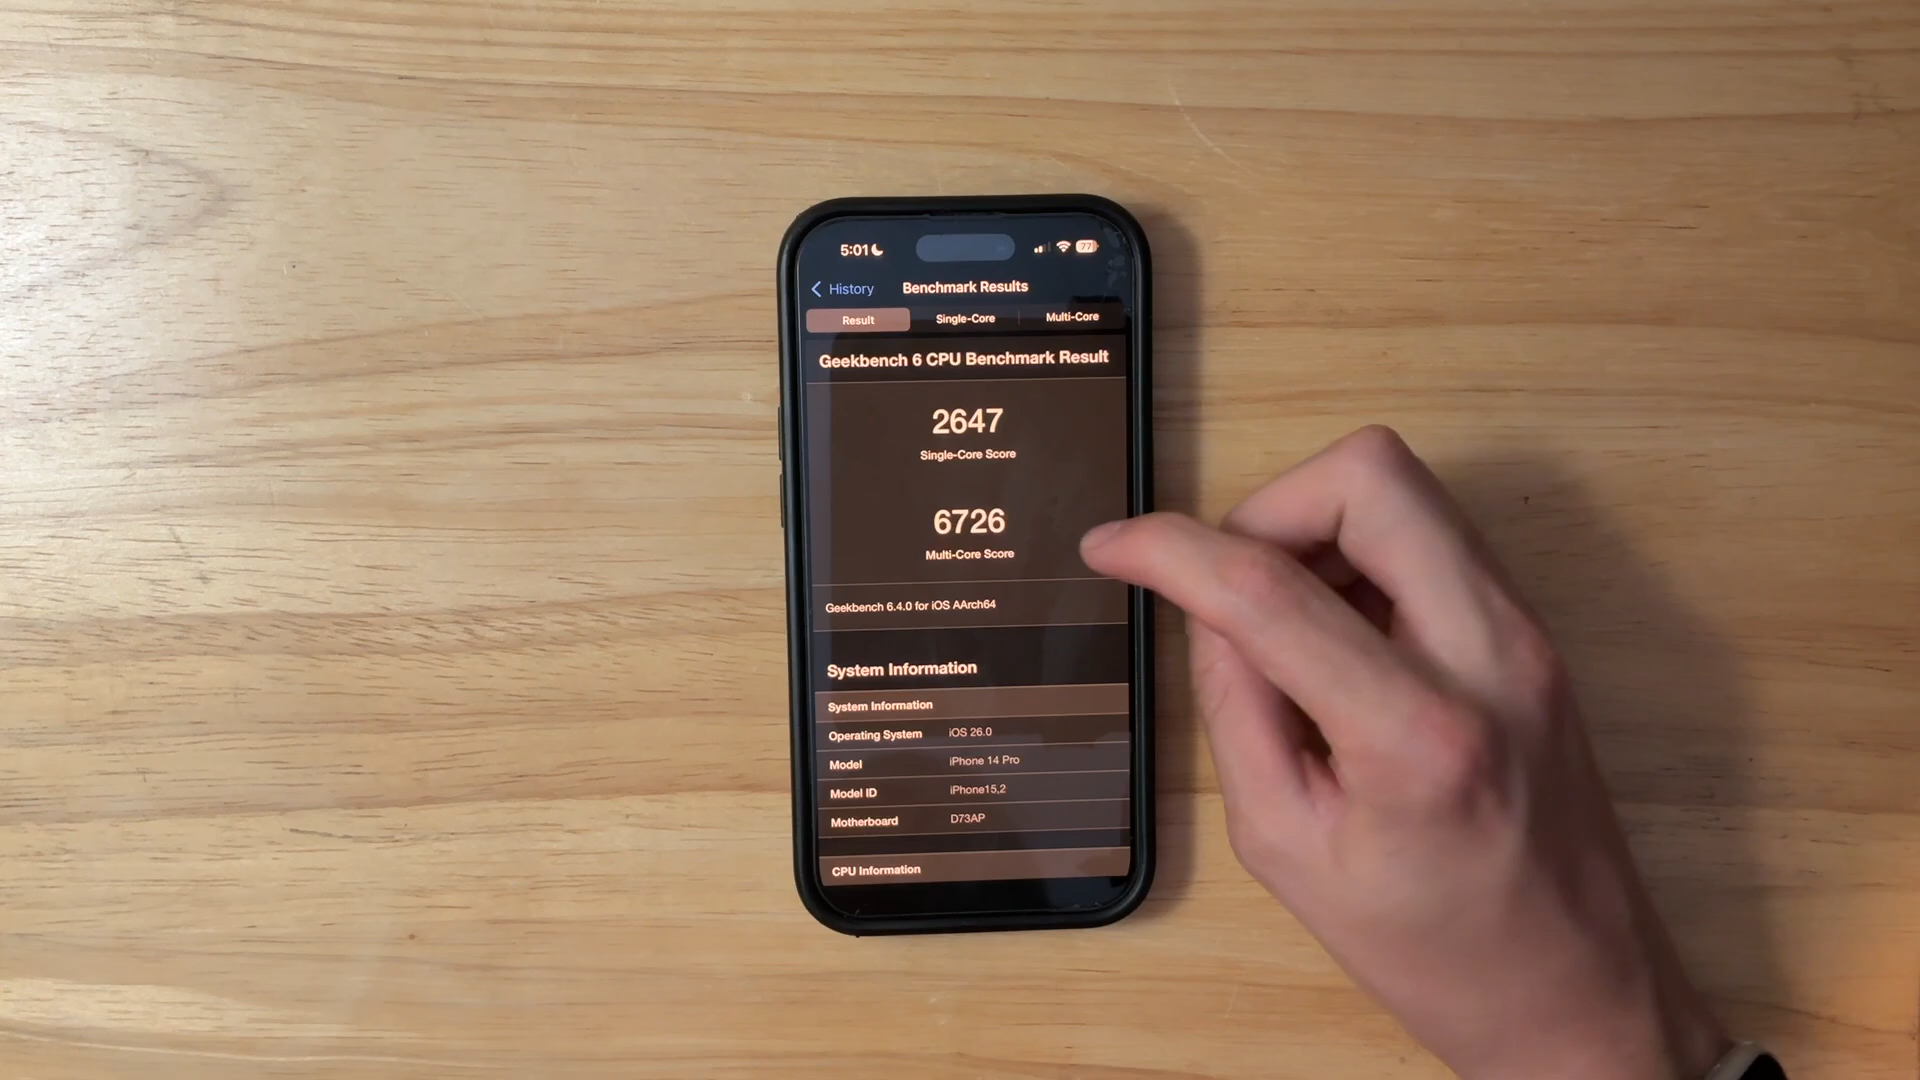 5:01
77
History
Benchmark Results
Result
Single-Core
Multi-Core
Geekbench 6 CPU Benchmark Result
2647
Single-Core Score
6726
Multi-Core Score
Geekbench 6.4.0 for iOS AArch64
System Information
System Information
Operating System iOS 26.0
Model iPhone 14 Pro
Model ID iPhone15,2
Motherboard D73AP
CPU Information